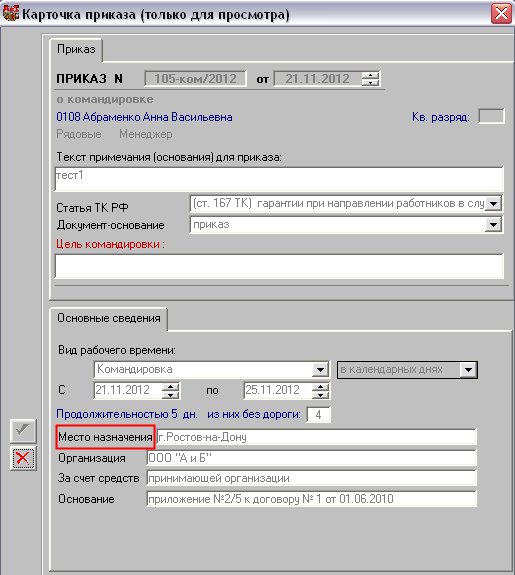 Карточка приказа (только для просмотра)
Приказ
ПРИКАЗ N 105-ком/2012 от 21.11.2012
о командировке
0108 Абраменко Анна Васильевна Кв. разряд:
Рядовые Менеджер
Текст примечания (основания) для приказа:
тест1
Статья ТК РФ (ст. 167 ТК) гарантии при направлении работников в слу
Документ-основание приказ
Цель командировки :
Основные сведения
Вид рабочего времени:
Командировка в календарных днях
С 21.11.2012 по 25.11.2012
Продолжительностью 5 дн. из них без дороги: 4
Место назначения г.Ростов-на-Дону
Организация ООО "А и Б"
За счет средств принимающей организации
Основание приложение №2/5 к договору № 1 от 01.06.2010